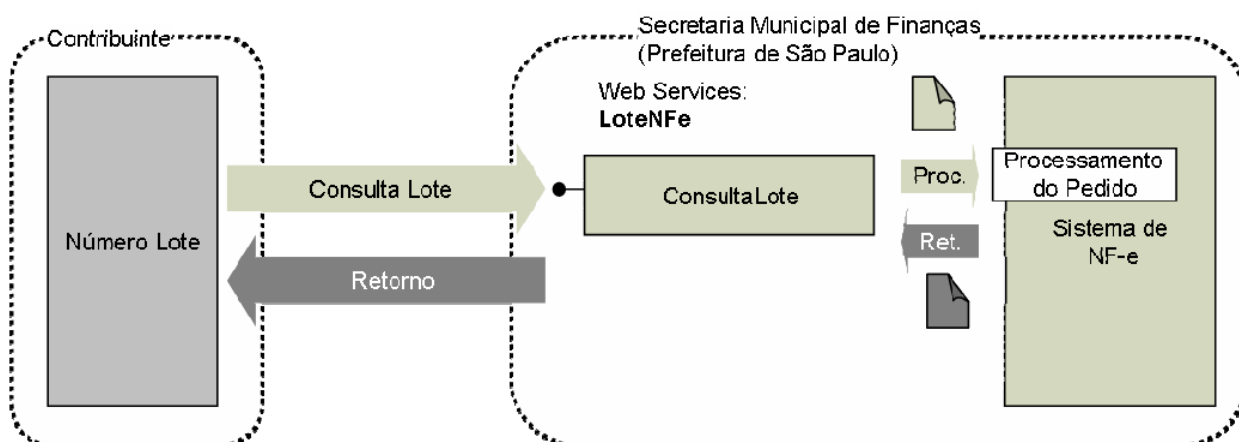 Contribuinte
Secretaria Municipal de Finanças
(Prefeitura de São Paulo)
Web Services:
LoteNFe
Número Lote
Consulta Lote
Retorno
ConsultaLote
Proc.
Ret.
Processamento
do Pedido
Sistema de
NF-e